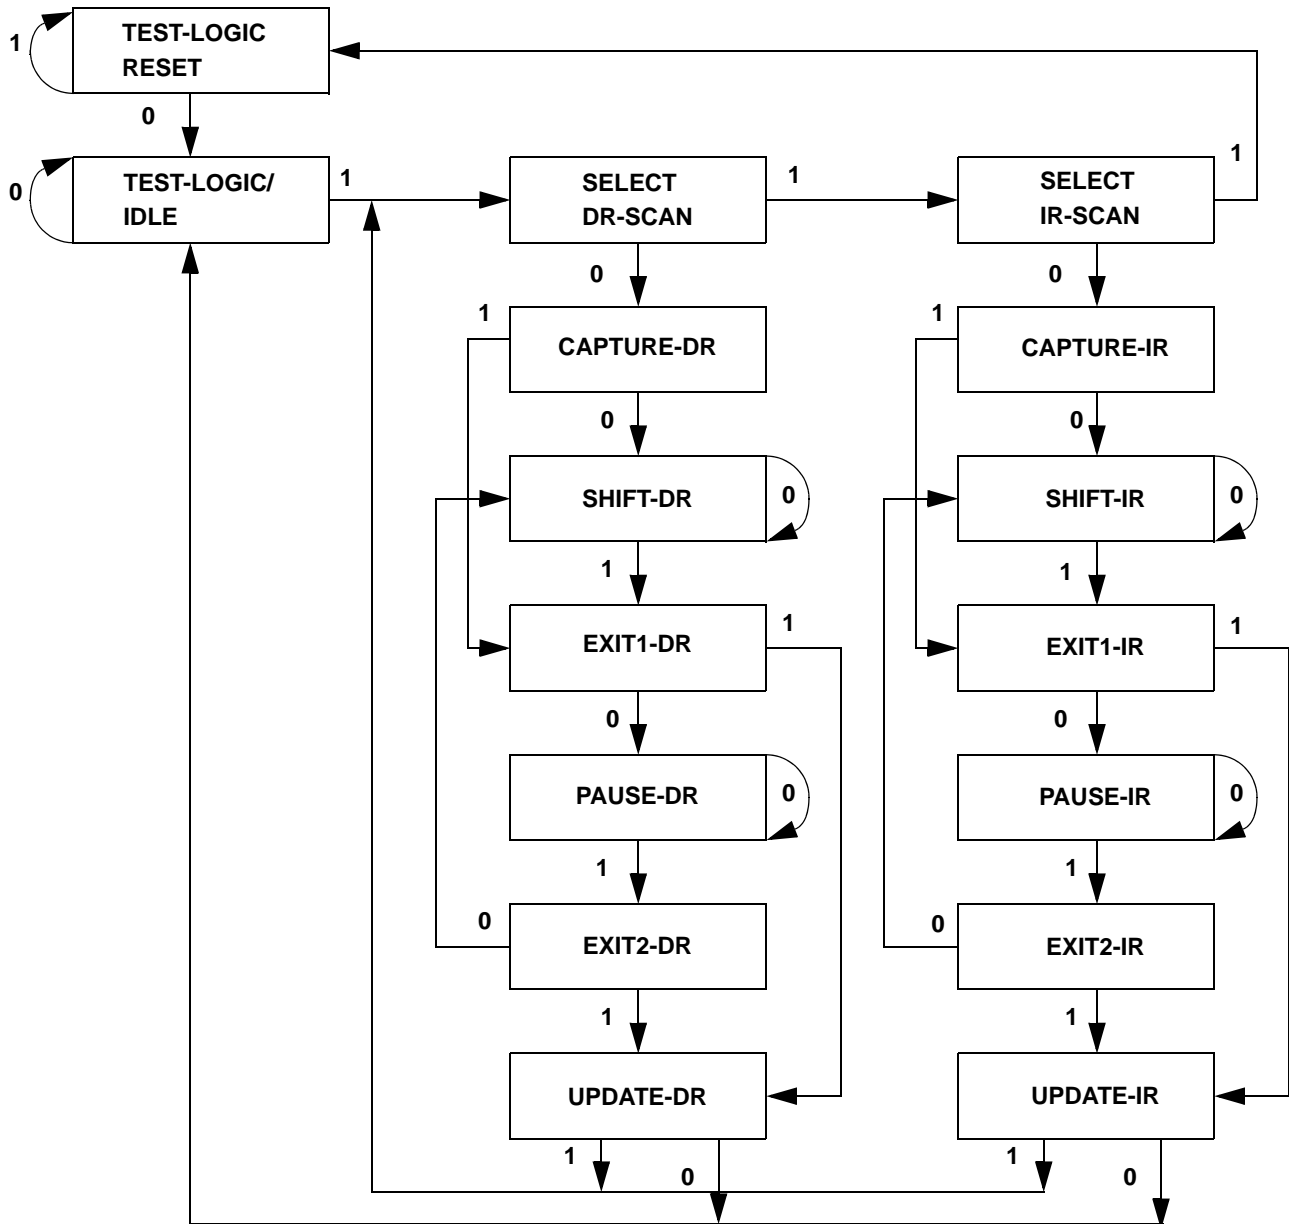 1
TEST-LOGIC
RESET
0
0
TEST-LOGIC/
IDLE
1
SELECT
DR-SCAN
1
SELECT
IR-SCAN
1
0
0
1
CAPTURE-DR
1
CAPTURE-IR
0
0
SHIFT-DR
0
SHIFT-IR
0
1
1
EXIT1-DR
1
EXIT1-IR
1
0
0
PAUSE-DR
0
PAUSE-IR
0
1
1
0
EXIT2-DR
0
EXIT2-IR
1
1
UPDATE-DR
UPDATE-IR
1
0
1
0